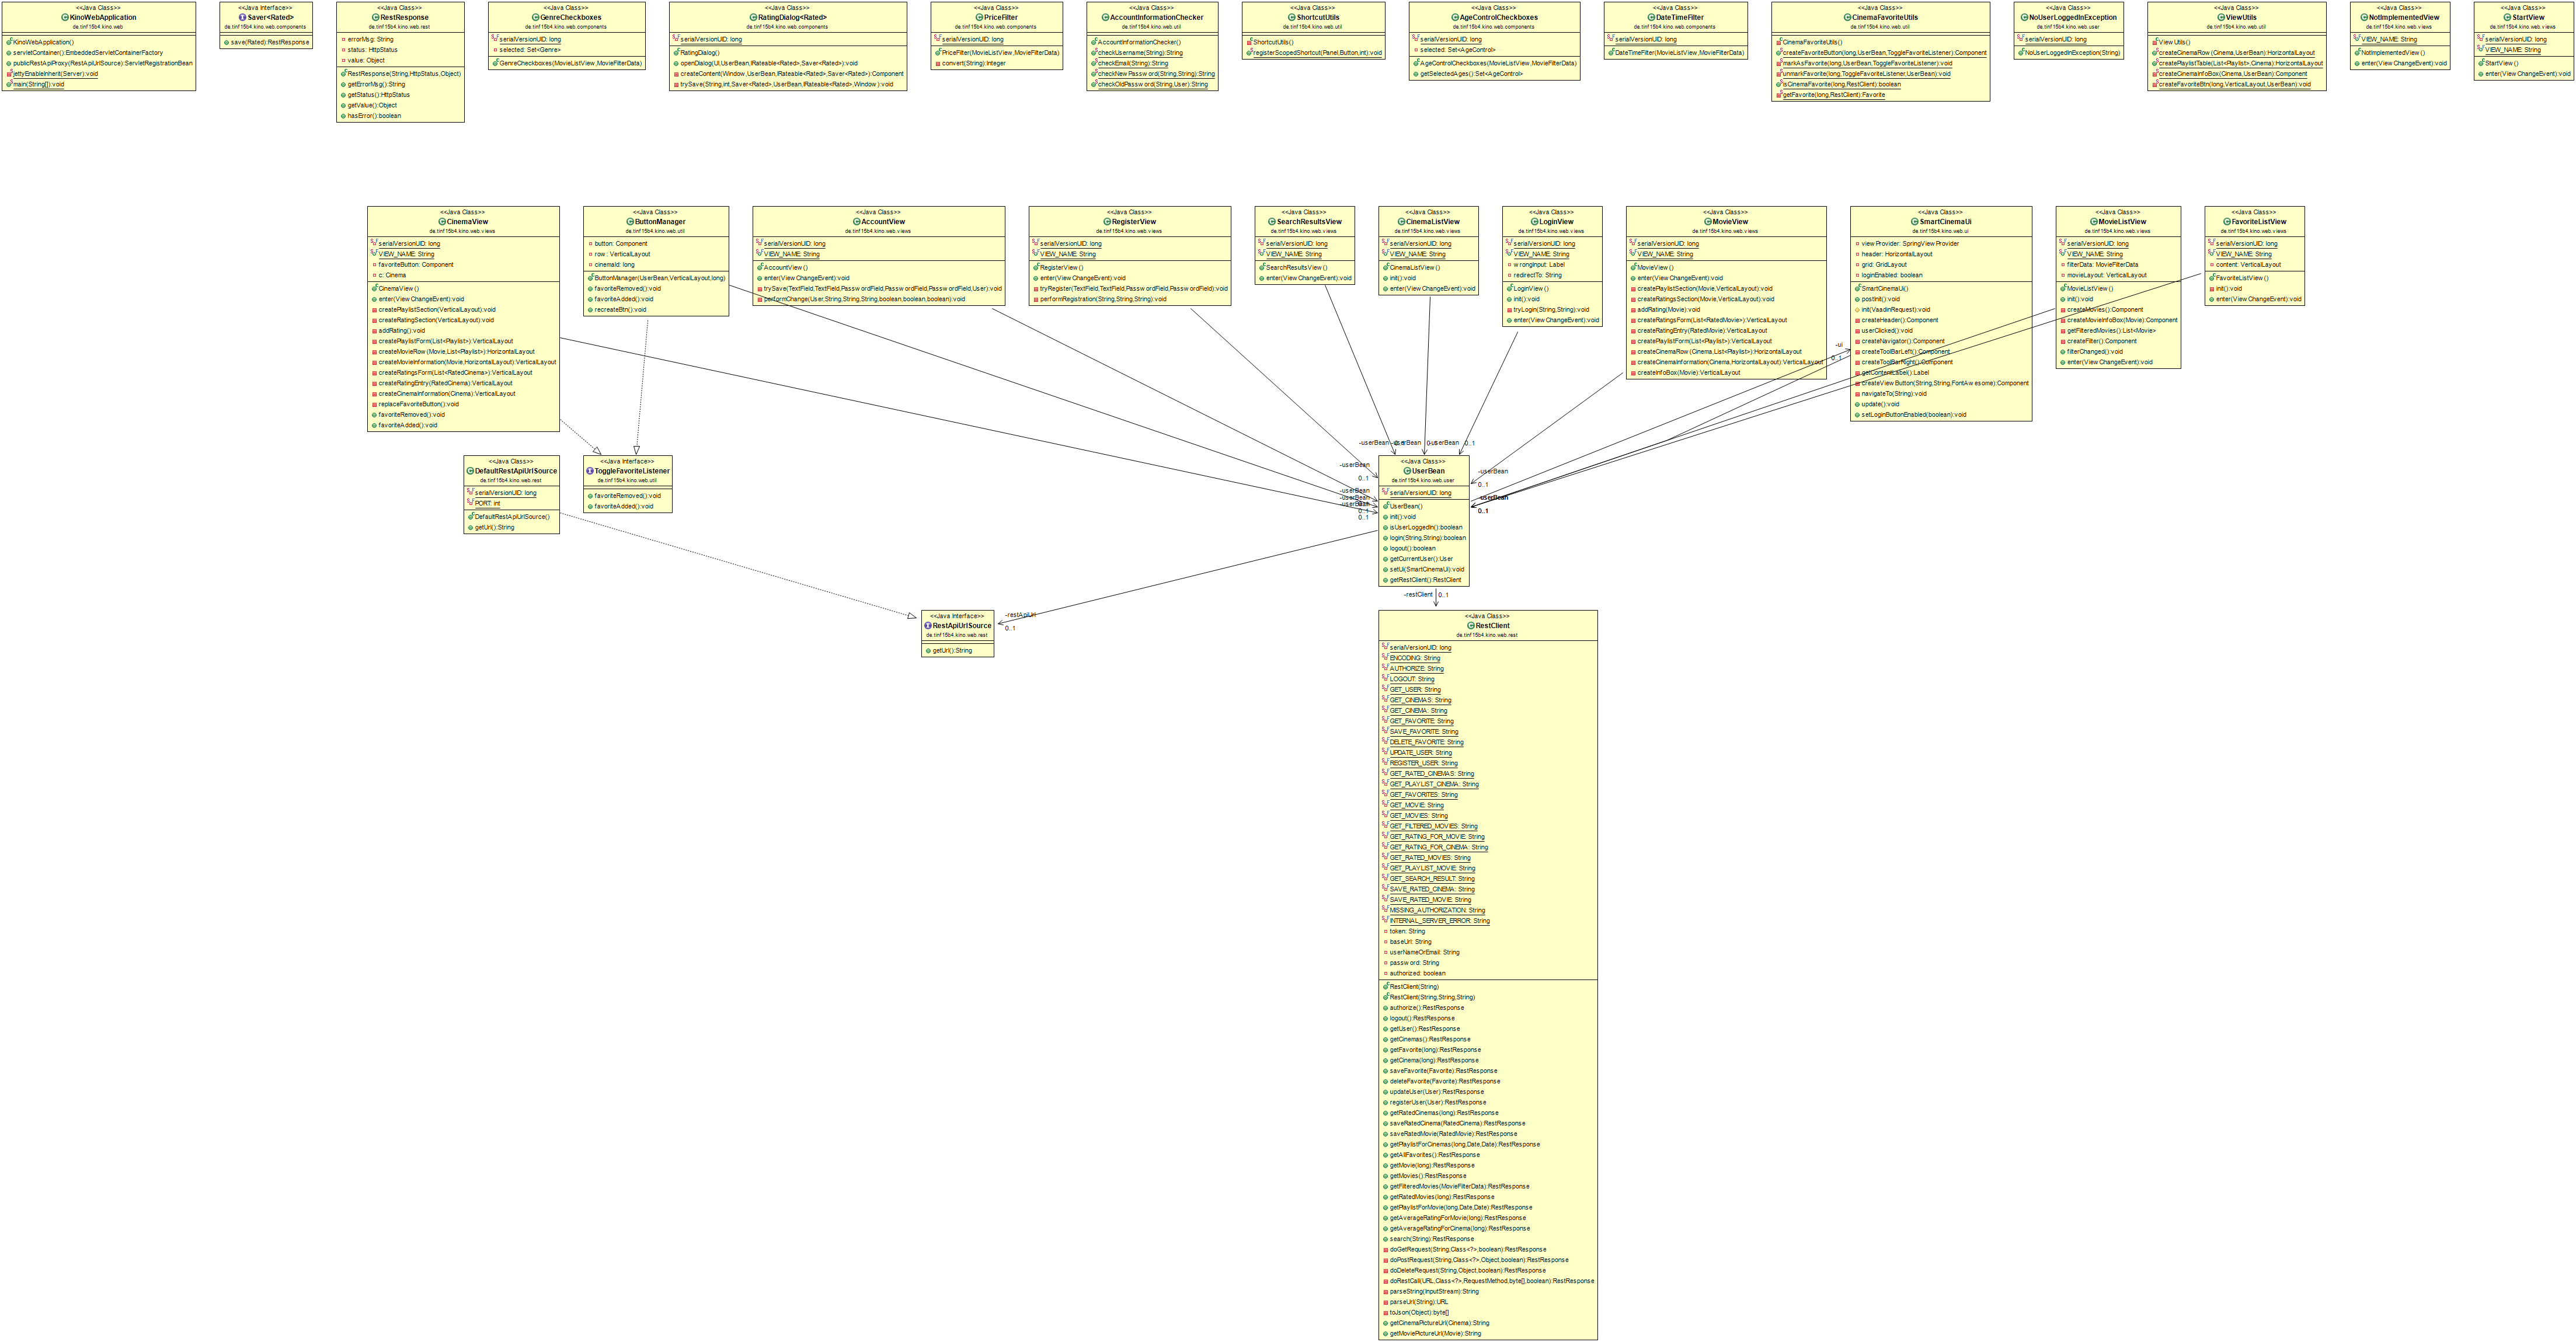 <<Java Class>>
KinoWebApplication
de.tinf15b4.kino.web
KinoWebApplication()
servletContainer():EmbeddedServletContainerFactory
publicRestApiProxy(RestApiUrlSource):ServletRegistrationBean
jettyEnableInherit(Server):void
main(String[]):void
<<Java Interface>>
Saver<Rated>
de.tinf15b4.kino.web.components
save(Rated):RestResponse
<<Java Class>>
RestResponse
de.tinf15b4.kino.web.rest
errorMsg: String
status: HttpStatus
value: Object
RestResponse(String,HttpStatus,Object)
getErrorMsg():String
getStatus():HttpStatus
getValue():Object
hasError():boolean
<<Java Class>>
GenreCheckboxes
de.tinf15b4.kino.web.components
serialVersionUID: long
selected: Set<Genre>
GenreCheckboxes(MovieListView,MovieFilterData)
<<Java Class>>
RatingDialog<Rated>
de.tinf15b4.kino.web.components
serialVersionUID: long
RatingDialog()
openDialog(UI,UserBean,IRateable<Rated>,Saver<Rated>):void
createContent(Window,UserBean,IRateable<Rated>,Saver<Rated>):Component
trySave(String,int,Saver<Rated>,UserBean,IRateable<Rated>,Window):void
<<Java Class>>
PriceFilter
de.tinf15b4.kino.web.components
serialVersionUID: long
PriceFilter(MovieListView,MovieFilterData)
convert(String):Integer
<<Java Class>>
AccountInformationChecker
de.tinf15b4.kino.web.util
AccountInformationChecker()
checkUsername(String):String
checkEmail(String):String
checkNewPassword(String,String):String
checkOldPassword(String,User):String
<<Java Class>>
ShortcutUtils
de.tinf15b4.kino.web.util
ShortcutUtils()
registerScopedShortcut(Panel,Button,int):void
<<Java Class>>
AgeControlCheckboxes
de.tinf15b4.kino.web.components
serialVersionUID: long
selected: Set<AgeControl>
AgeControlCheckboxes(MovieListView,MovieFilterData)
getSelectedAges():Set<AgeControl>
<<Java Class>>
DateTimeFilter
de.tinf15b4.kino.web.components
serialVersionUID: long
DateTimeFilter(MovieListView,MovieFilterData)
<<Java Class>>
CinemaFavoriteUtils
de.tinf15b4.kino.web.util
CinemaFavoriteUtils()
createFavoriteButton(long,UserBean,ToggleFavoriteListener):Component
markAsFavorite(long,UserBean,ToggleFavoriteListener):void
unmarkFavorite(long,ToggleFavoriteListener,UserBean):void
isCinemaFavorite(long,RestClient):boolean
getFavorite(long,RestClient):Favorite
<<Java Class>>
NoUserLoggedInException
de.tinf15b4.kino.web.user
serialVersionUID: long
NoUserLoggedInException(String)
<<Java Class>>
ViewUtils
de.tinf15b4.kino.web.util
ViewUtils()
createCinemaRow(Cinema,UserBean):HorizontalLayout
createPlaylistTable(List<Playlist>,Cinema):HorizontalLayout
createCinemaInfoBox(Cinema,UserBean):Component
createFavoriteBtn(long,VerticalLayout,UserBean):void
<<Java Class>>
NotImplementedView
de.tinf15b4.kino.web.views
VIEW_NAME: String
NotImplementedView()
enter(ViewChangeEvent):void
<<Java Class>>
StartView
de.tinf15b4.kino.web.views
serialVersionUID: long
VIEW_NAME: String
StartView()
enter(ViewChangeEvent):void
<<Java Class>>
CinemaView
de.tinf15b4.kino.web.views
serialVersionUID: long
VIEW_NAME: String
favoriteButton: Component
c: Cinema
CinemaView()
enter(ViewChangeEvent):void
createPlaylistSection(VerticalLayout):void
createRatingSection(VerticalLayout):void
addRating():void
createPlaylistForm(List<Playlist>):VerticalLayout
createMovieRow(Movie,List<Playlist>):HorizontalLayout
createMovieInformation(Movie,HorizontalLayout):VerticalLayout
createRatingsForm(List<RatedCinema>):VerticalLayout
createRatingEntry(RatedCinema):VerticalLayout
createCinemaInformation(Cinema):VerticalLayout
replaceFavoriteButton():void
favoriteRemoved():void
favoriteAdded():void
<<Java Class>>
ButtonManager
de.tinf15b4.kino.web.util
button: Component
row: VerticalLayout
cinemaId: long
ButtonManager(UserBean,VerticalLayout,long)
favoriteRemoved():void
favoriteAdded():void
recreateBtn():void
<<Java Class>>
AccountView
de.tinf15b4.kino.web.views
serialVersionUID: long
VIEW_NAME: String
AccountView()
enter(ViewChangeEvent):void
trySave(TextField,TextField,PasswordField,PasswordField,PasswordField,User):void
performChange(User,String,String,String,boolean,boolean,boolean):void
<<Java Class>>
RegisterView
de.tinf15b4.kino.web.views
serialVersionUID: long
VIEW_NAME: String
RegisterView()
enter(ViewChangeEvent):void
tryRegister(TextField,TextField,PasswordField,PasswordField):void
performRegistration(String,String,String):void
<<Java Class>>
SearchResultsView
de.tinf15b4.kino.web.views
serialVersionUID: long
VIEW_NAME: String
SearchResultsView()
enter(ViewChangeEvent):void
<<Java Class>>
CinemaListView
de.tinf15b4.kino.web.views
serialVersionUID: long
VIEW_NAME: String
CinemaListView()
init():void
enter(ViewChangeEvent):void
<<Java Class>>
LoginView
de.tinf15b4.kino.web.views
serialVersionUID: long
VIEW_NAME: String
wrongInput: Label
redirectTo: String
LoginView()
init():void
tryLogin(String,String):void
enter(ViewChangeEvent):void
<<Java Class>>
MovieView
de.tinf15b4.kino.web.views
serialVersionUID: long
VIEW_NAME: String
MovieView()
enter(ViewChangeEvent):void
createPlaylistSection(Movie,VerticalLayout):void
createRatingsSection(Movie,VerticalLayout):void
addRating(Movie):void
createRatingsForm(List<RatedMovie>):VerticalLayout
createRatingEntry(RatedMovie):VerticalLayout
createPlaylistForm(List<Playlist>):VerticalLayout
createCinemaRow(Cinema,List<Playlist>):HorizontalLayout
createCinemaInformation(Cinema,HorizontalLayout):VerticalLayout
createInfoBox(Movie):VerticalLayout
<<Java Class>>
SmartCinemaUi
de.tinf15b4.kino.web.ui
viewProvider: SpringViewProvider
header: HorizontalLayout
grid: GridLayout
loginEnabled: boolean
SmartCinemaUi()
postInit():void
init(VaadinRequest):void
createHeader():Component
userClicked():void
createNavigator():Component
createToolBarLeft():Component
createToolBarRight():Component
getContentLabel():Label
createViewButton(String,String,FontAwesome):Component
navigateTo(String):void
update():void
setLoginButtonEnabled(boolean):void
<<Java Class>>
MovieListView
de.tinf15b4.kino.web.views
serialVersionUID: long
VIEW_NAME: String
filterData: MovieFilterData
movieLayout: VerticalLayout
MovieListView()
init():void
createMovies():Component
createMovieInfoBox(Movie):Component
getFilteredMovies():List<Movie>
createFilter():Component
filterChanged():void
enter(ViewChangeEvent):void
<<Java Class>>
FavoriteListView
de.tinf15b4.kino.web.views
serialVersionUID: long
VIEW_NAME: String
content: VerticalLayout
FavoriteListView()
init():void
enter(ViewChangeEvent):void
-ui
0..1
-userBean
-userBean
0..1
-userBean
0..1
-userBean
0..1
-userBean
-userBean
-userBean
0..1
0..1
-userBean
0..1
<<Java Class>>
DefaultRestApiUrlSource
de.tinf15b4.kino.web.rest
serialVersionUID: long
PORT: int
DefaultRestApiUrlSource()
getUrl():String
<<Java Interface>>
ToggleFavoriteListener
de.tinf15b4.kino.web.util
favoriteRemoved():void
favoriteAdded():void
<<Java Class>>
UserBean
de.tinf15b4.kino.web.user
serialVersionUID: long
UserBean()
init():void
isUserLoggedIn():boolean
login(String,String):boolean
logout():boolean
getCurrentUser():User
setUi(SmartCinemaUi):void
getRestClient():RestClient
-restClient
0..1
-restApiUrl
0..1
<<Java Interface>>
RestApiUrlSource
de.tinf15b4.kino.web.rest
getUrl():String
<<Java Class>>
RestClient
de.tinf15b4.kino.web.rest
serialVersionUID: long
ENCODING: String
AUTHORIZE: String
LOGOUT: String
GET_USER: String
GET_CINEMAS: String
GET_CINEMA: String
GET_FAVORITE: String
SAVE_FAVORITE: String
DELETE_FAVORITE: String
UPDATE_USER: String
REGISTER_USER: String
GET_RATED_CINEMAS: String
GET_PLAYLIST_CINEMA: String
GET_FAVORITES: String
GET_MOVIE: String
GET_MOVIES: String
GET_FILTERED_MOVIES: String
GET_RATING_FOR_MOVIE: String
GET_RATING_FOR_CINEMA: String
GET_RATED_MOVIES: String
GET_PLAYLIST_MOVIE: String
GET_SEARCH_RESULT: String
SAVE_RATED_CINEMA: String
SAVE_RATED_MOVIE: String
MISSING_AUTHORIZATION: String
INTERNAL_SERVER_ERROR: String
token: String
baseUrl: String
userNameOrEmail: String
password: String
authorized: boolean
RestClient(String)
RestClient(String,String,String)
authorize():RestResponse
logout():RestResponse
getUser():RestResponse
getCinemas():RestResponse
getFavorite(long):RestResponse
getCinema(long):RestResponse
saveFavorite(Favorite):RestResponse
deleteFavorite(Favorite):RestResponse
updateUser(User):RestResponse
registerUser(User):RestResponse
getRatedCinemas(long):RestResponse
saveRatedCinema(RatedCinema):RestResponse
saveRatedMovie(RatedMovie):RestResponse
getPlaylistForCinemas(long,Date,Date):RestResponse
getAllFavorites():RestResponse
getMovie(long):RestResponse
getMovies():RestResponse
getFilteredMovies(MovieFilterData):RestResponse
getRatedMovies(long):RestResponse
getPlaylistForMovie(long,Date,Date):RestResponse
getAverageRatingForMovie(long):RestResponse
getAverageRatingForCinema(long):RestResponse
search(String):RestResponse
doGetRequest(String,Class<?>,boolean):RestResponse
doPostRequest(String,Class<?>,Object,boolean):RestResponse
doDeleteRequest(String,Object,boolean):RestResponse
doRestCall(URL,Class<?>,RequestMethod,byte[],boolean):RestResponse
parseString(InputStream):String
parseUrl(String):URL
toJson(Object):byte[]
getCinemaPictureUrl(Cinema):String
getMoviePictureUrl(Movie):String